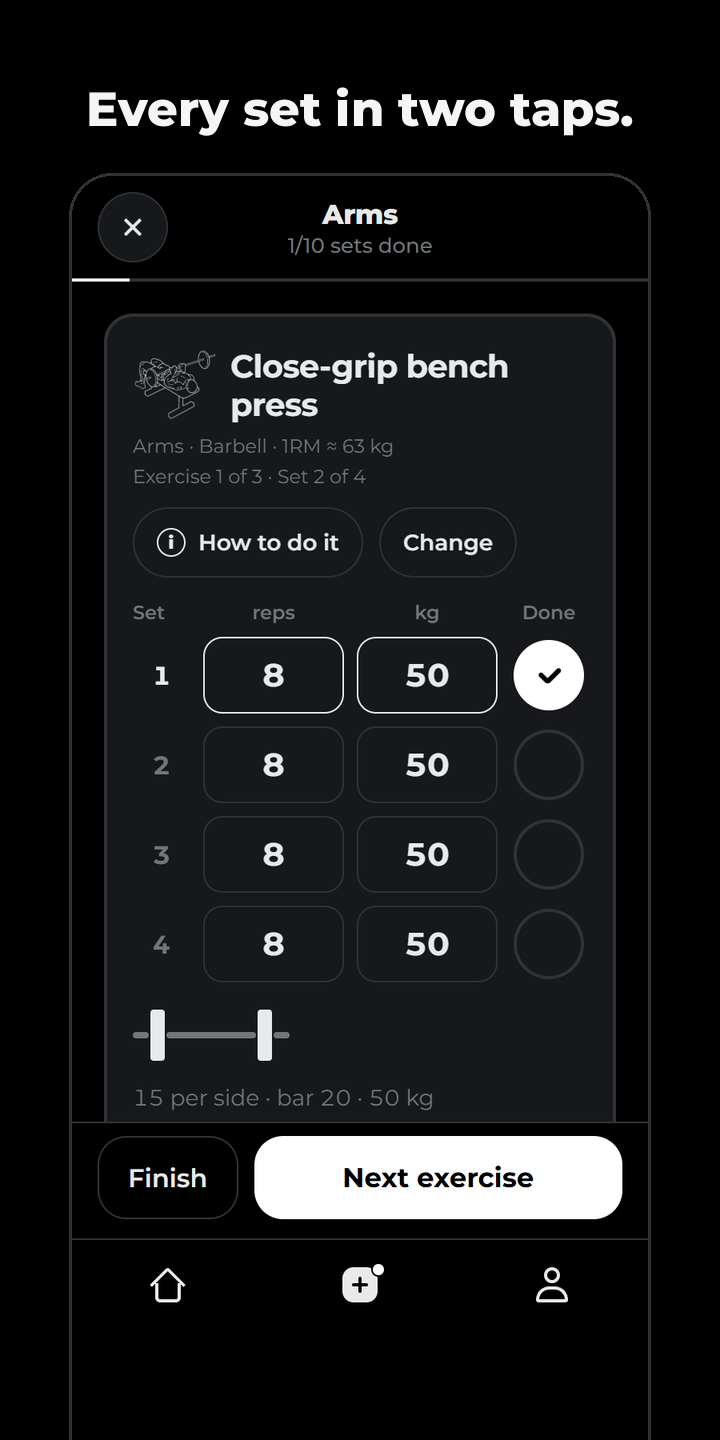 Every set in two taps.
Arms
1/10 sets done
Close-grip bench
press
Arms · Barbell · 1RM ≈ 63 kg
Exercise 1 of 3 · Set 2 of 4
How to do it
Change
Set reps kg Done
1 8 50
2 8 50
3 8 50
4 8 50
15 per side · bar 20 · 50 kg
Finish
Next exercise